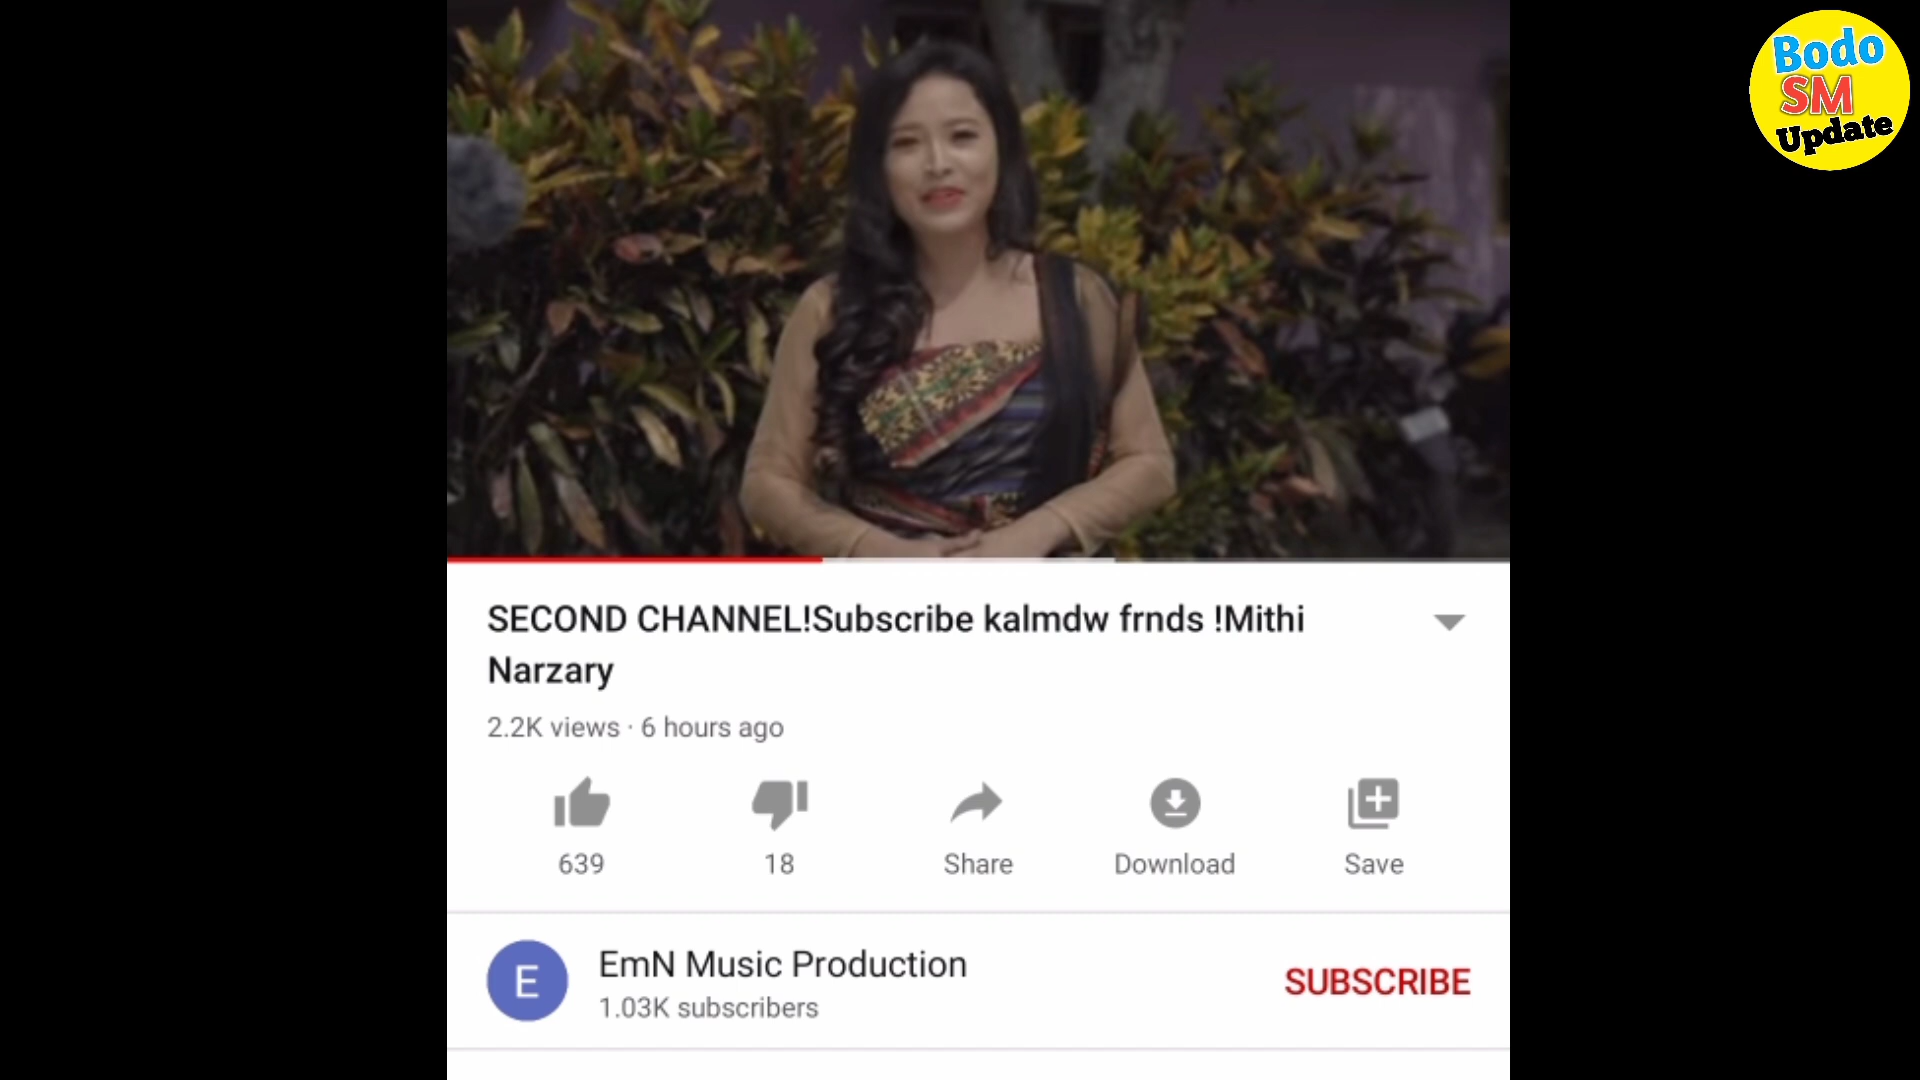 Bodo
SM
Update
SECOND CHANNEL!Subscribe kalmdw frnds !Mithi
Narzary
2.2K views · 6 hours ago
639
18
Share
Download
Save
E
EmN Music Production
1.03K subscribers
SUBSCRIBE